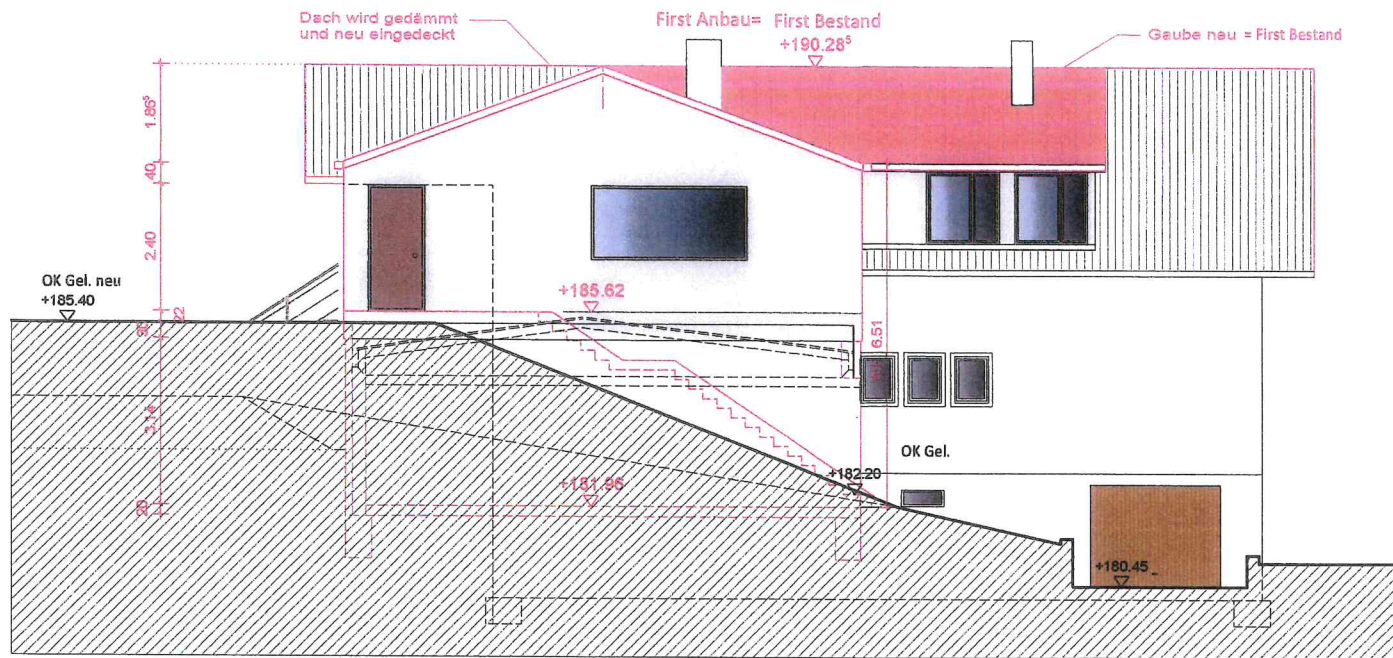 Dach wird gedämmt
und neu eingedeckt
First Anbau= First Bestand
+190.28⁵
Gaube neu = First Bestand
1.86⁵
40
2.40
OK Gel. neu
+185.40
22
+185.62
6.51
3.14
OK Gel.
+182.20
+181.96
20
+180.45